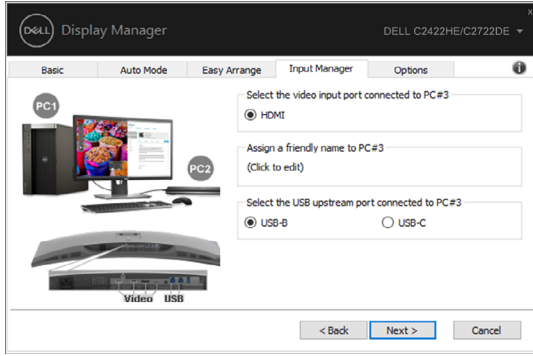 DELL Display Manager
DELL C2422HE/C2722DE
x
Basic
Auto Mode
Easy Arrange
Input Manager
Options
PC1
PC2
Video USB
Select the video input port connected to PC#3
HDMI
Assign a friendly name to PC#3
(Click to edit)
Select the USB upstream port connected to PC#3
USB-B USB-C
< Back
Next >
Cancel